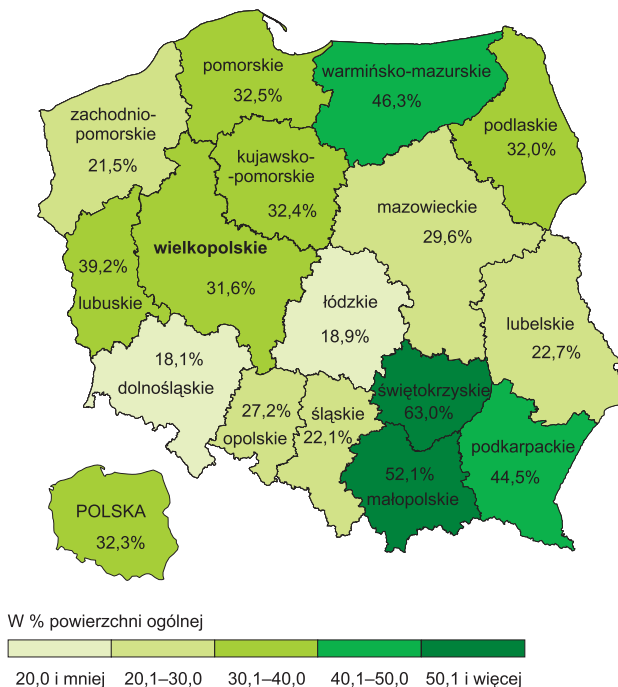 pomorskie
32,5%
warmińsko-mazurskie
46,3%
zachodnio-
pomorskie
21,5%
podlaskie
32,0%
kujawsko-
-pomorskie
32,4%
mazowieckie
29,6%
wielkopolskie
31,6%
39,2%
lubuskie
łódzkie
18,9%
lubelskie
22,7%
18,1%
dolnośląskie
27,2%
opolskie
śląskie
22,1%
świętokrzyskie
63,0%
podkarpackie
44,5%
52,1%
małopolskie
POLSKA
32,3%
W % powierzchni ogólnej
20,0 i mniej 20,1–30,0 30,1–40,0 40,1–50,0 50,1 i więcej